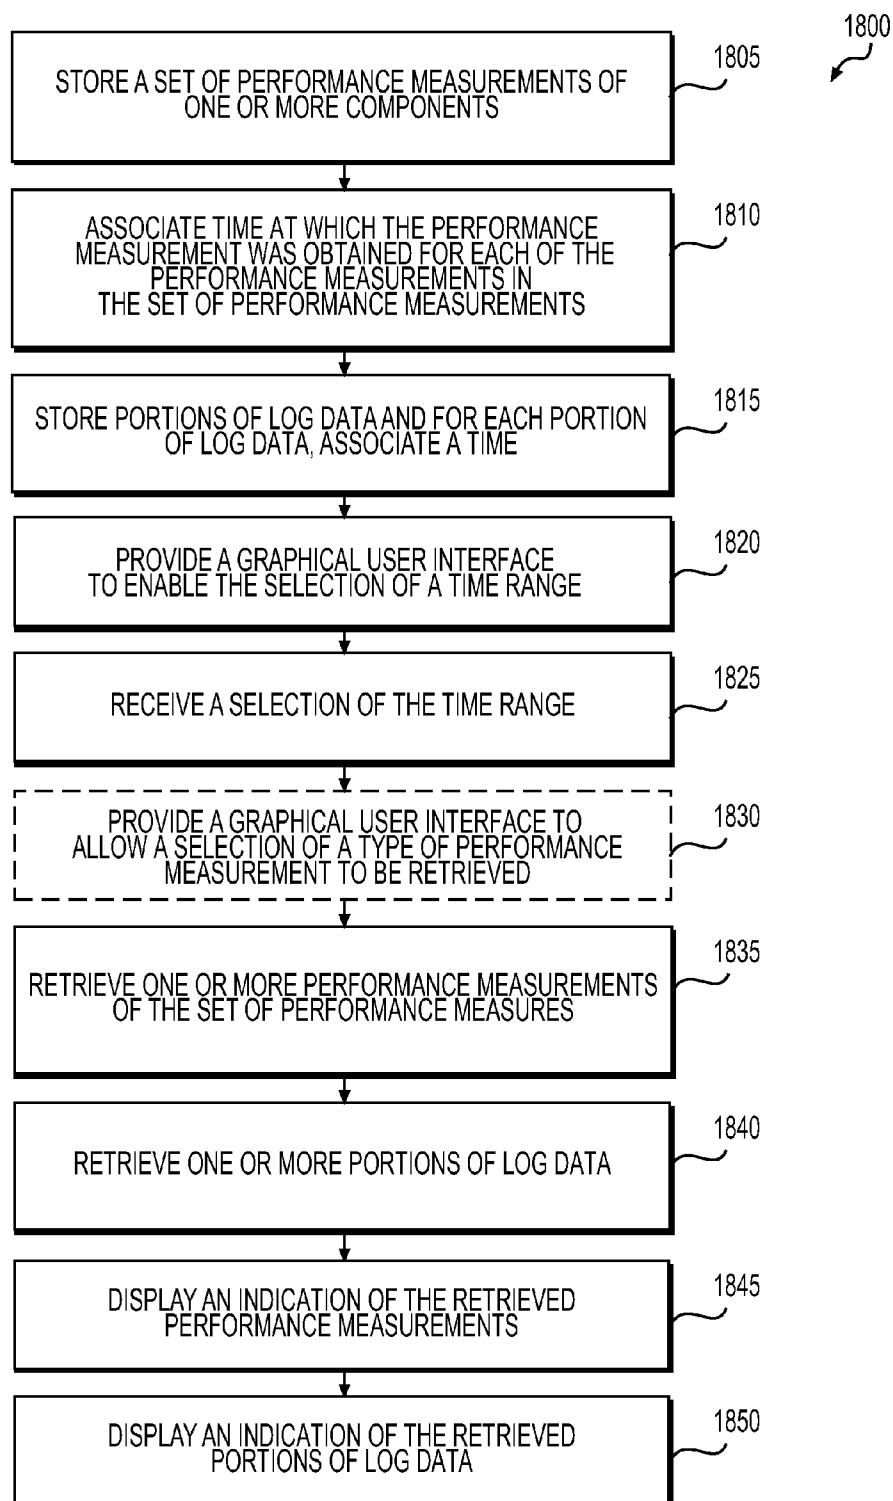 1800
1805
STORE A SET OF PERFORMANCE MEASUREMENTS OF
ONE OR MORE COMPONENTS
1810
ASSOCIATE TIME AT WHICH THE PERFORMANCE
MEASUREMENT WAS OBTAINED FOR EACH OF THE
PERFORMANCE MEASUREMENTS IN
THE SET OF PERFORMANCE MEASUREMENTS
1815
STORE PORTIONS OF LOG DATA AND FOR EACH PORTION
OF LOG DATA, ASSOCIATE A TIME
1820
PROVIDE A GRAPHICAL USER INTERFACE
TO ENABLE THE SELECTION OF A TIME RANGE
1825
RECEIVE A SELECTION OF THE TIME RANGE
1830
PROVIDE A GRAPHICAL USER INTERFACE TO
ALLOW A SELECTION OF A TYPE OF PERFORMANCE
MEASUREMENT TO BE RETRIEVED
1835
RETRIEVE ONE OR MORE PERFORMANCE MEASUREMENTS
OF THE SET OF PERFORMANCE MEASURES
1840
RETRIEVE ONE OR MORE PORTIONS OF LOG DATA
1845
DISPLAY AN INDICATION OF THE RETRIEVED
PERFORMANCE MEASUREMENTS
1850
DISPLAY AN INDICATION OF THE RETRIEVED
PORTIONS OF LOG DATA